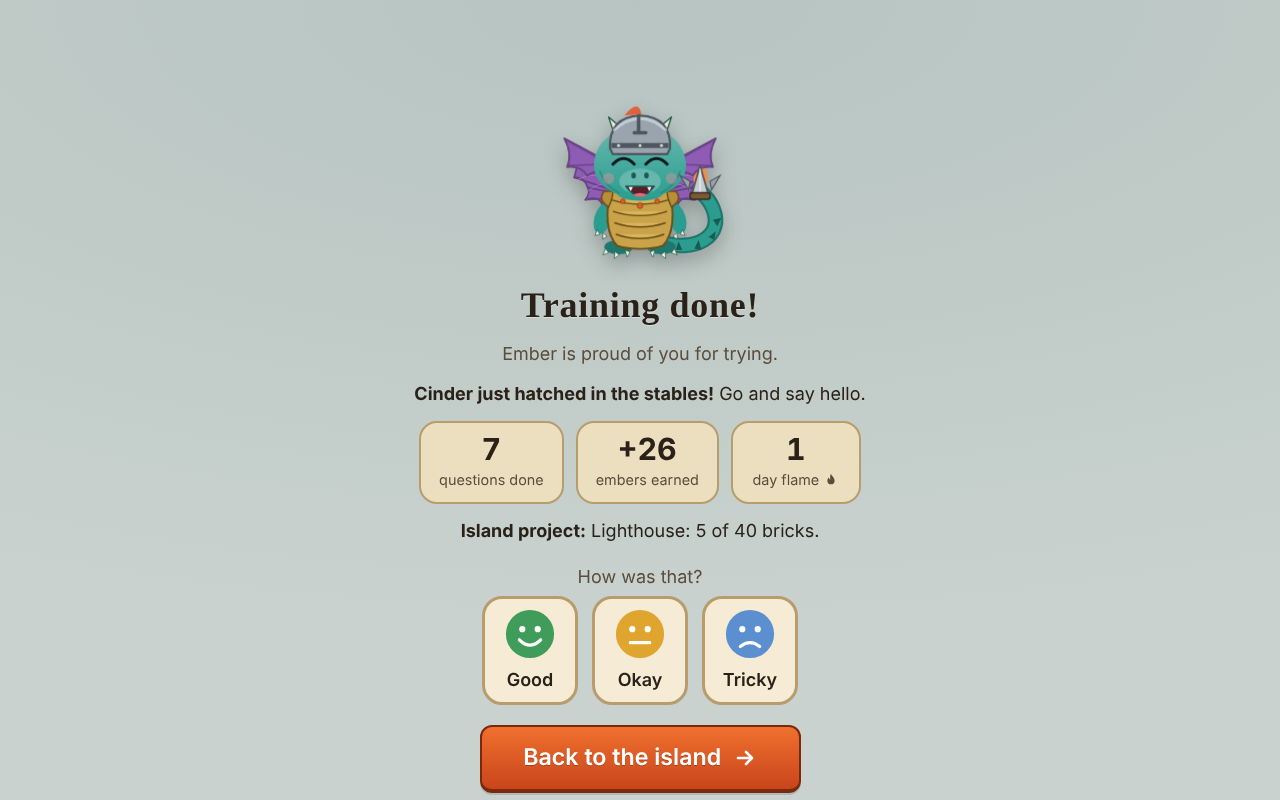 Training done!
Ember is proud of you for trying.
Cinder just hatched in the stables! Go and say hello.
7
questions done
+26
embers earned
1
day flame
Island project: Lighthouse: 5 of 40 bricks.
How was that?
Good
Okay
Tricky
Back to the island →